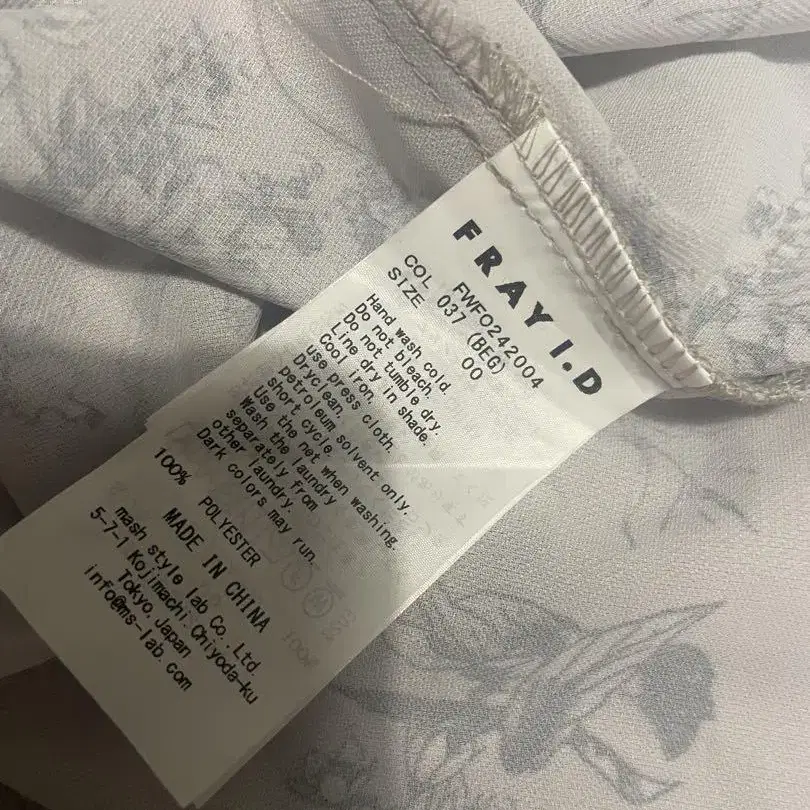 FRAY I.D
FWFO242004
COL 037 (BEG)
SIZE 00
Hand wash cold.
Do not bleach.
Do not tumble dry.
Line dry in shade.
Cool iron.
Use press cloth.
Dryclean.
petroleum solvent only.
short cycle.
Use the net when washing.
Wash the laundry
separately from
other laundry.
Dark colors may run.
100% POLYESTER
MADE IN CHINA
mash style lab Co.,Ltd.
5-7-1 Kojimachi,Chiyoda-ku
Tokyo,Japan
info@ms-lab.com